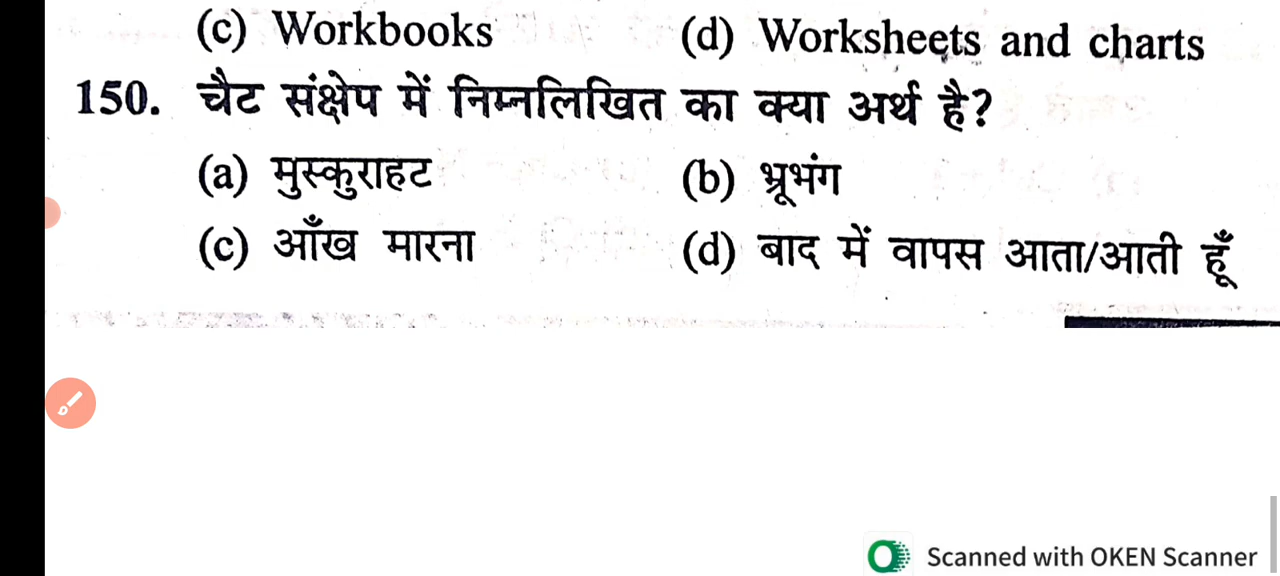 (c) Workbooks (d) Worksheets and charts
150. चैट संक्षेप में निम्नलिखित का क्या अर्थ है?
(a) मुस्कुराहट (b) भ्रूभंग
(c) आँख मारना (d) बाद में वापस आता/आती हूँ
Scanned with OKEN Scanner